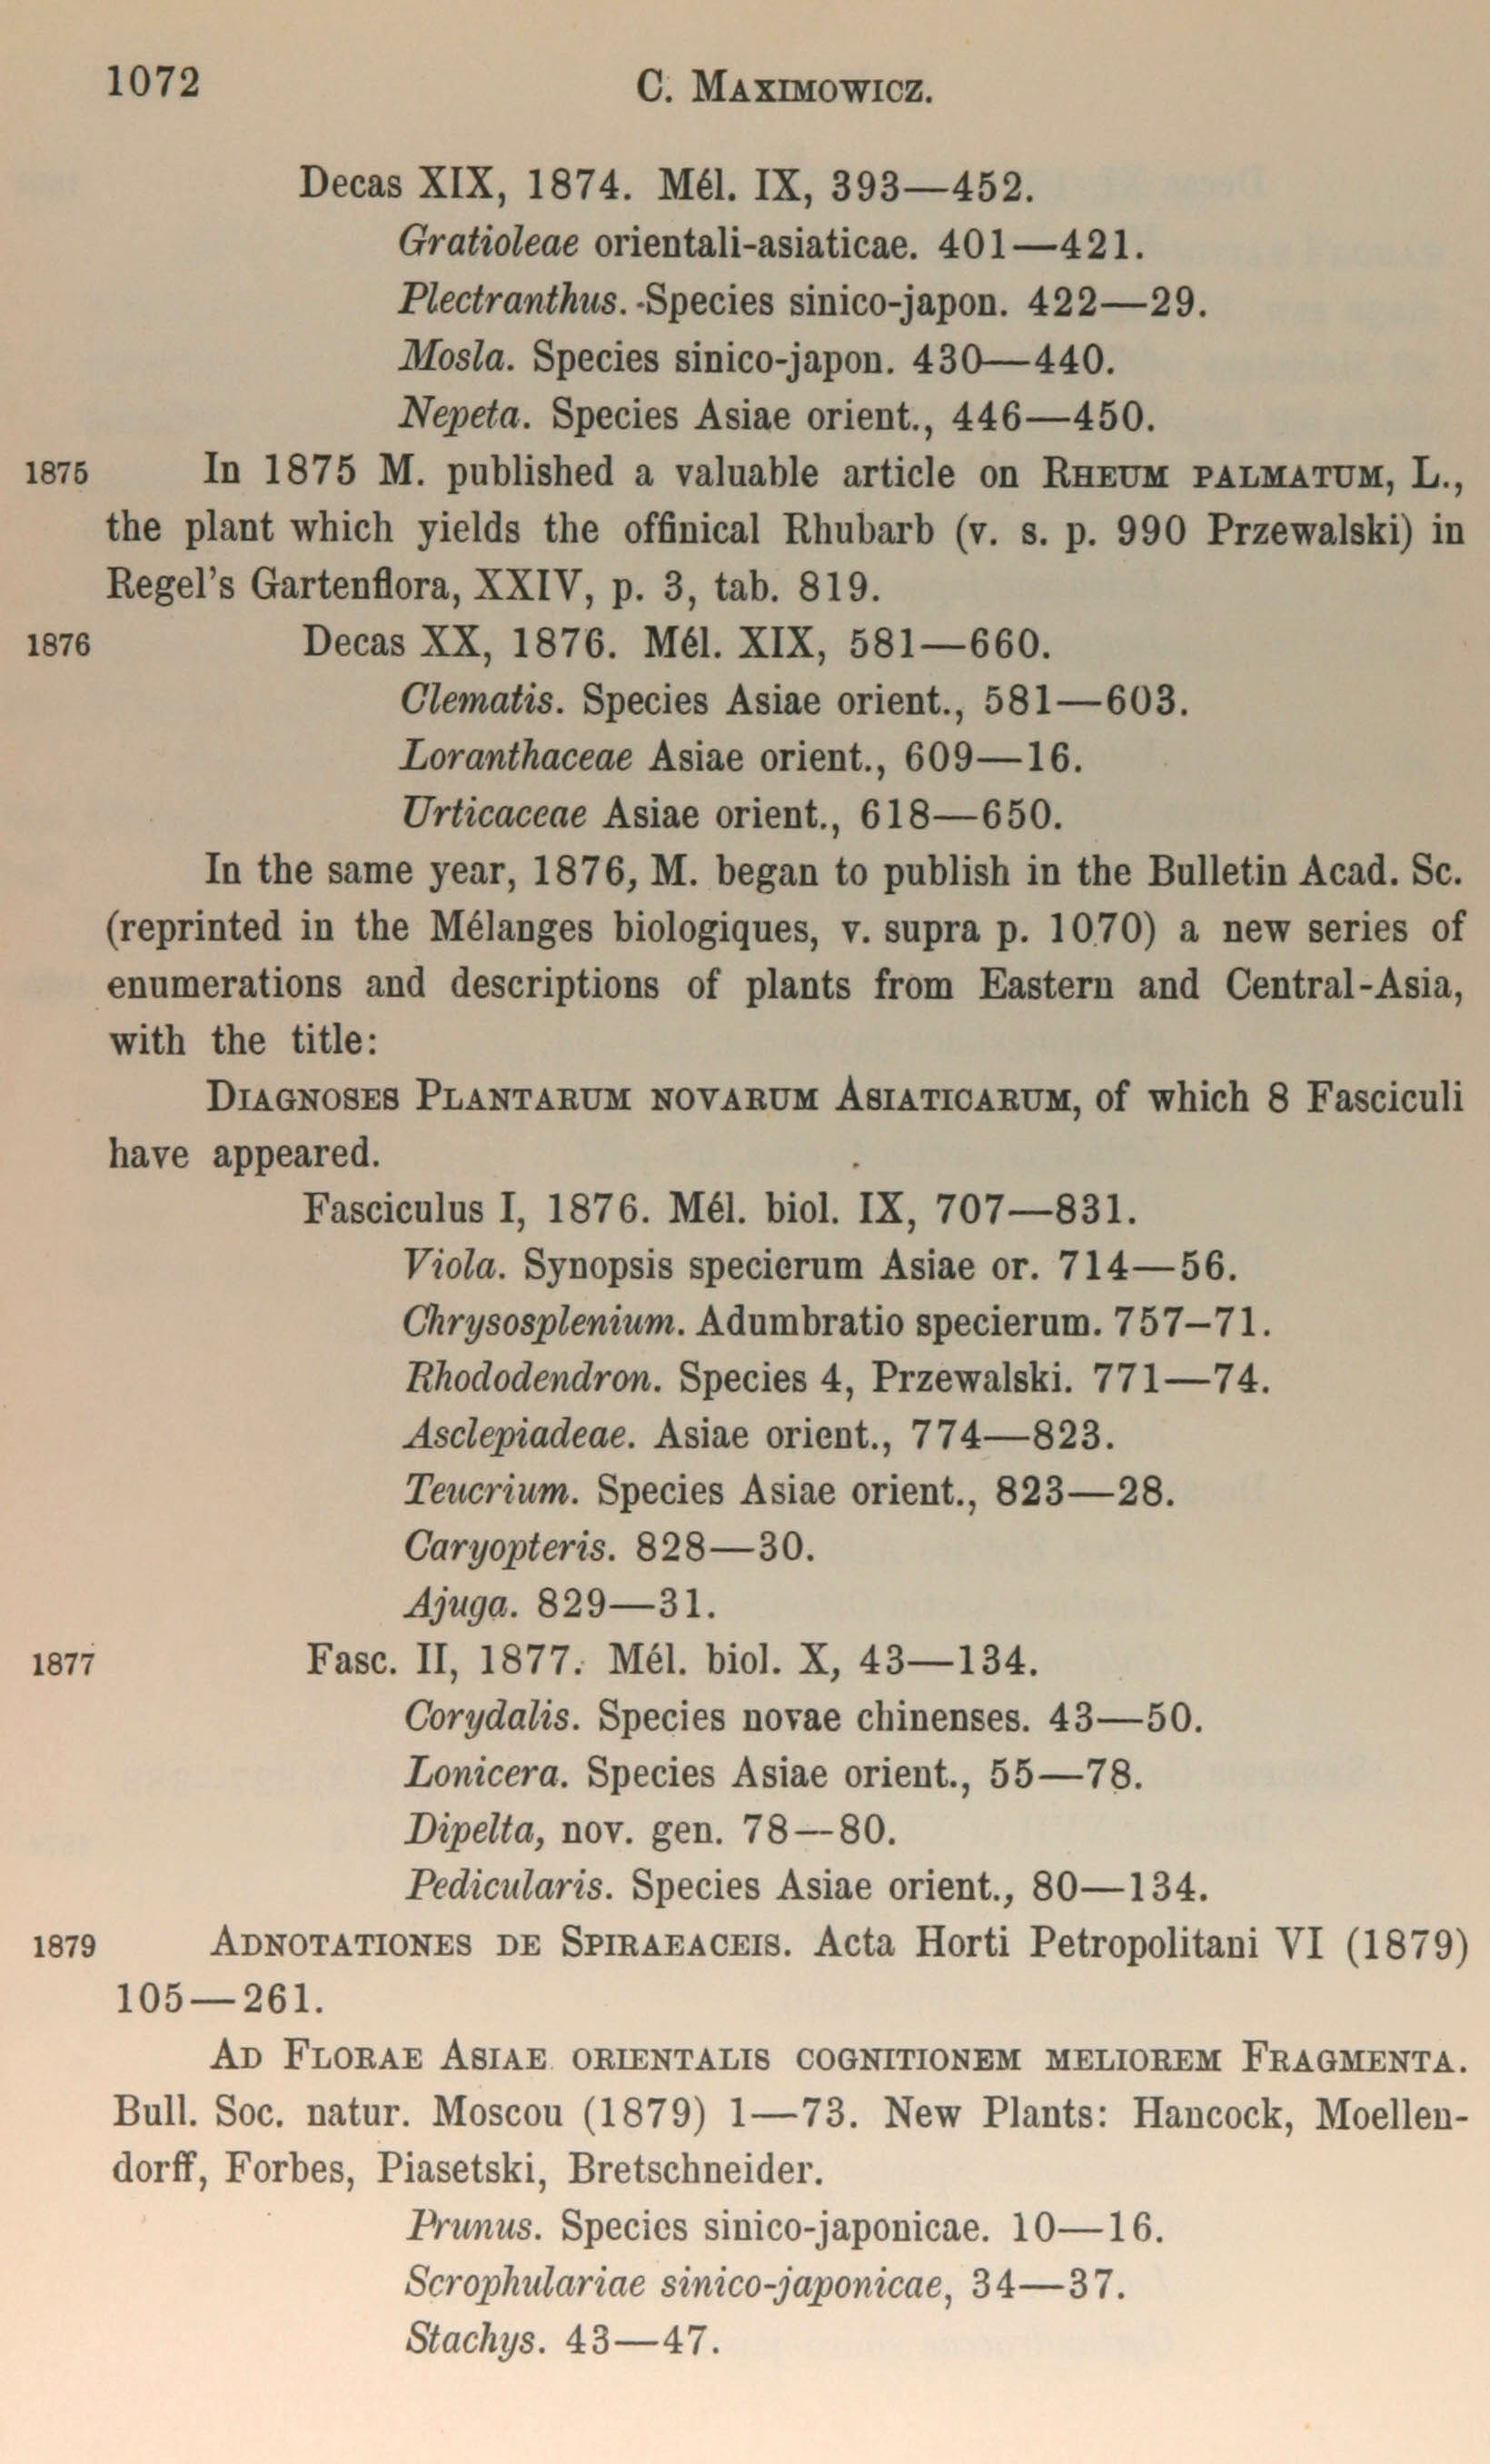 1072
C. MAXIMOWICZ.
Decas XIX, 1874. Mél. IX, 393—452.
Gratioleae orientali-asiaticae. 401—421.
Plectranthus. Species sinico-japon. 422—29.
Mosla. Species sinico-japon. 430—440.
Nepeta. Species Asiae orient., 446—450.
1875 In 1875 M. published a valuable article on RHEUM PALMATUM, L.,
the plant which yields the offinical Rhubarb (v. s. p. 990 Przewalski) in
Regel's Gartenflora, XXIV, p. 3, tab. 819.
1876 Decas XX, 1876. Mél. XIX, 581—660.
Clematis. Species Asiae orient., 581—603.
Loranthaceae Asiae orient., 609—16.
Urticaceae Asiae orient., 618—650.
In the same year, 1876, M. began to publish in the Bulletin Acad. Sc.
(reprinted in the Mélanges biologiques, v. supra p. 1070) a new series of
enumerations and descriptions of plants from Eastern and Central-Asia,
with the title:
DIAGNOSES PLANTARUM NOVARUM ASIATICARUM, of which 8 Fasciculi
have appeared.
Fasciculus I, 1876. Mél. biol. IX, 707—831.
Viola. Synopsis specierum Asiae or. 714—56.
Chrysosplenium. Adumbratio specierum. 757–71.
Rhododendron. Species 4, Przewalski. 771—74.
Asclepiadeae. Asiae orient., 774—823.
Teucrium. Species Asiae orient., 823—28.
Caryopteris. 828—30.
Ajuga. 829—31.
1877 Fasc. II, 1877. Mél. biol. X, 43—134.
Corydalis. Species novae chinenses. 43—50.
Lonicera. Species Asiae orient., 55—78.
Dipelta, nov. gen. 78—80.
Pedicularis. Species Asiae orient., 80—134.
1879 ADNOTATIONES DE SPIRAEACEIS. Acta Horti Petropolitani VI (1879)
105—261.
AD FLORAE ASIAE ORIENTALIS COGNITIONEM MELIOREM FRAGMENTA.
Bull. Soc. natur. Moscou (1879) 1—73. New Plants: Hancock, Moellen-
dorff, Forbes, Piasetski, Bretschneider.
Prunus. Species sinico-japonicae. 10—16.
Scrophulariae sinico-japonicae, 34—37.
Stachys. 43—47.